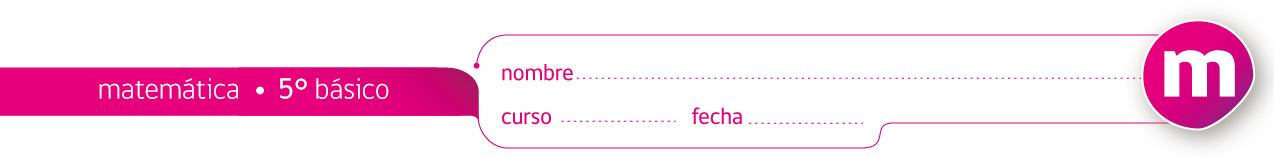 matemática • 5° básico
nombre
curso fecha
m